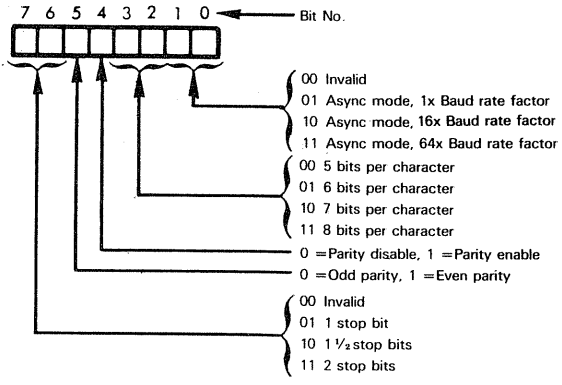 7 6 5 4 3 2 1 0 Bit No.
00 Invalid
01 Async mode, 1x Baud rate factor
10 Async mode, 16x Baud rate factor
11 Async mode, 64x Baud rate factor
00 5 bits per character
01 6 bits per character
10 7 bits per character
11 8 bits per character
0 =Parity disable, 1 =Parity enable
0 =Odd parity, 1 =Even parity
00 Invalid
01 1 stop bit
10 1 ½ stop bits
11 2 stop bits